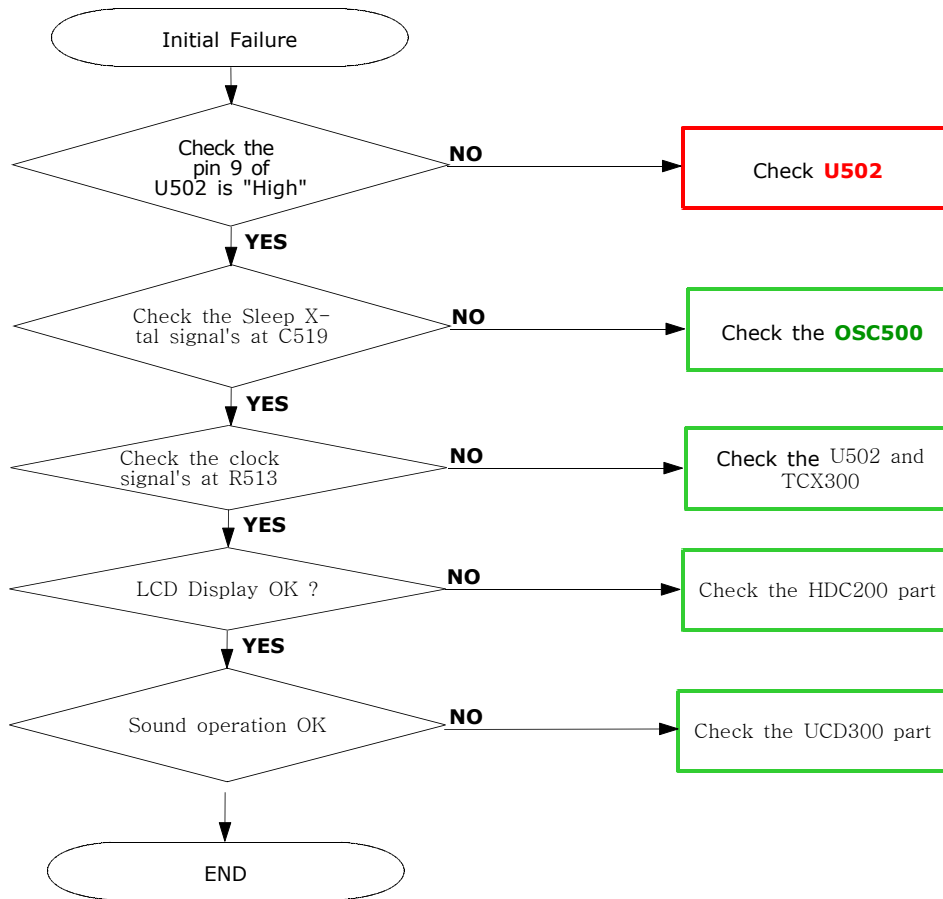 Initial Failure
Check the
pin 9 of
U502 is "High"
NO
Check U502
YES
Check the Sleep X-
tal signal's at C519
NO
Check the OSC500
YES
Check the clock
signal's at R513
NO
Check the U502 and
TCX300
YES
LCD Display OK ?
NO
Check the HDC200 part
YES
Sound operation OK
NO
Check the UCD300 part
END